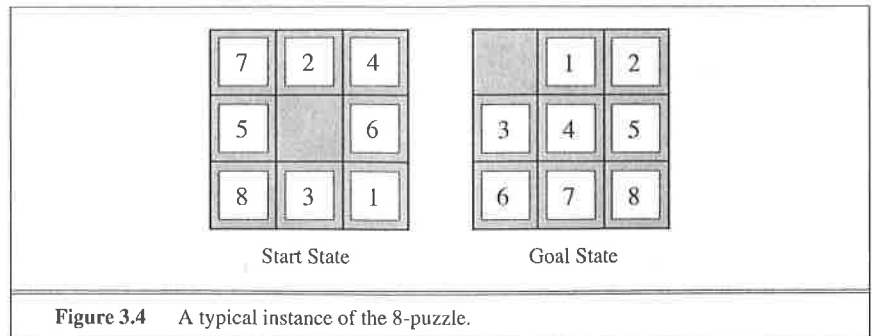 7 2 4
5 6
8 3 1
Start State
1 2
3 4 5
6 7 8
Goal State
Figure 3.4 A typical instance of the 8-puzzle.